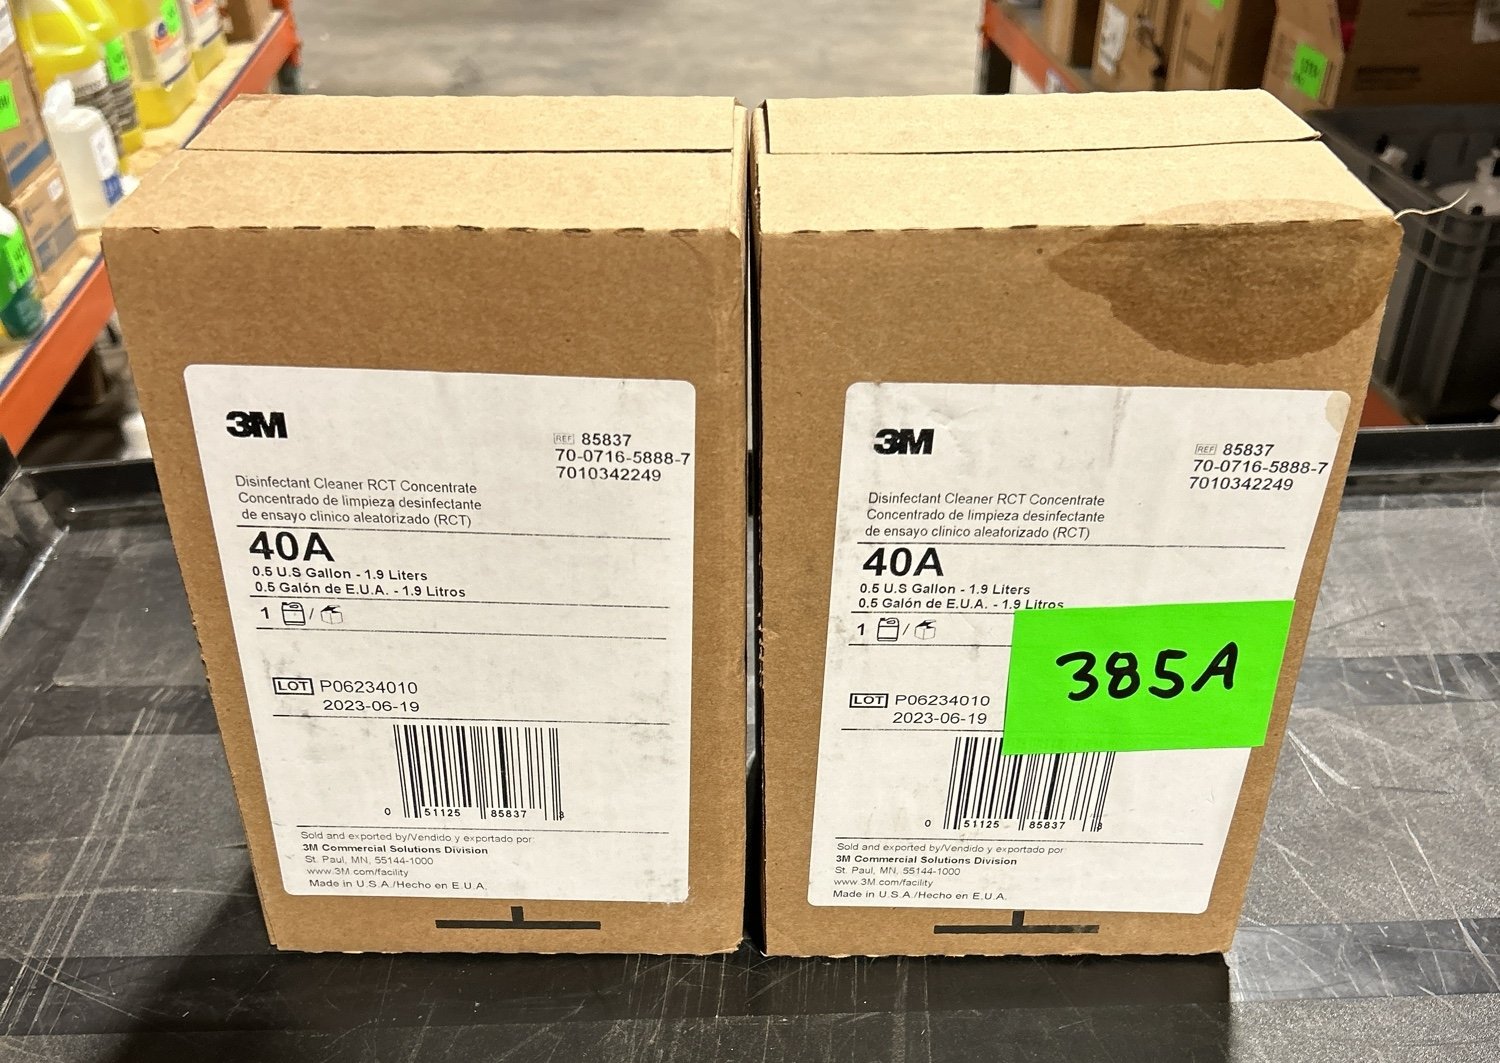 3M
REF 85837
70-0716-5888-7
7010342249
Disinfectant Cleaner RCT Concentrate
Concentrado de limpieza desinfectante
de ensayo clinico aleatorizado (RCT)
40A
0.5 U.S Gallon - 1.9 Liters
0.5 Galón de E.U.A. - 1.9 Litros
1 /
LOT P06234010
2023-06-19
0 51125 85837 8
Sold and exported by/Vendido y exportado por:
3M Commercial Solutions Division
St. Paul, MN, 55144-1000
www.3M.com/facility
Made in U.S.A./Hecho en E.U.A.
3M
REF 85837
70-0716-5888-7
7010342249
Disinfectant Cleaner RCT Concentrate
Concentrado de limpieza desinfectante
de ensayo clinico aleatorizado (RCT)
40A
0.5 U.S Gallon - 1.9 Liters
0.5 Galón de E.U.A. - 1.9 Litros
1 /
385A
LOT P06234010
2023-06-19
0 51125 85837 8
Sold and exported by/Vendido y exportado por:
3M Commercial Solutions Division
St. Paul, MN, 55144-1000
www.3M.com/facility
Made in U.S.A./Hecho en E.U.A.